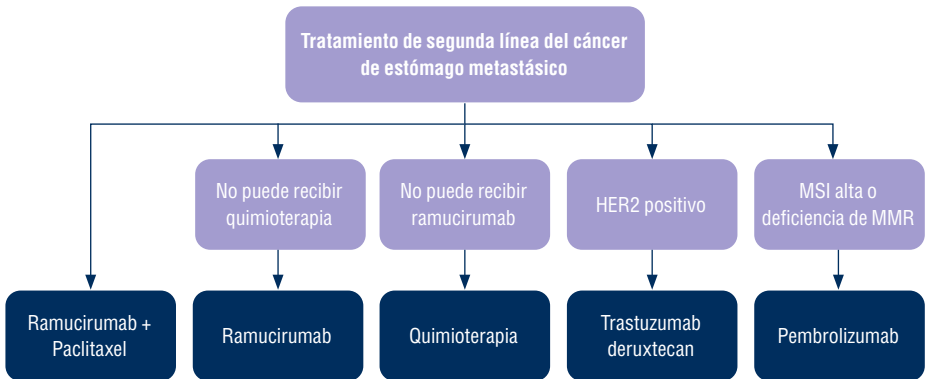 Tratamiento de segunda línea del cáncer
de estómago metastásico
No puede recibir
quimioterapia
No puede recibir
ramucirumab
HER2 positivo
MSI alta o
deficiencia de MMR
Ramucirumab +
Paclitaxel
Ramucirumab
Quimioterapia
Trastuzumab
deruxtecan
Pembrolizumab